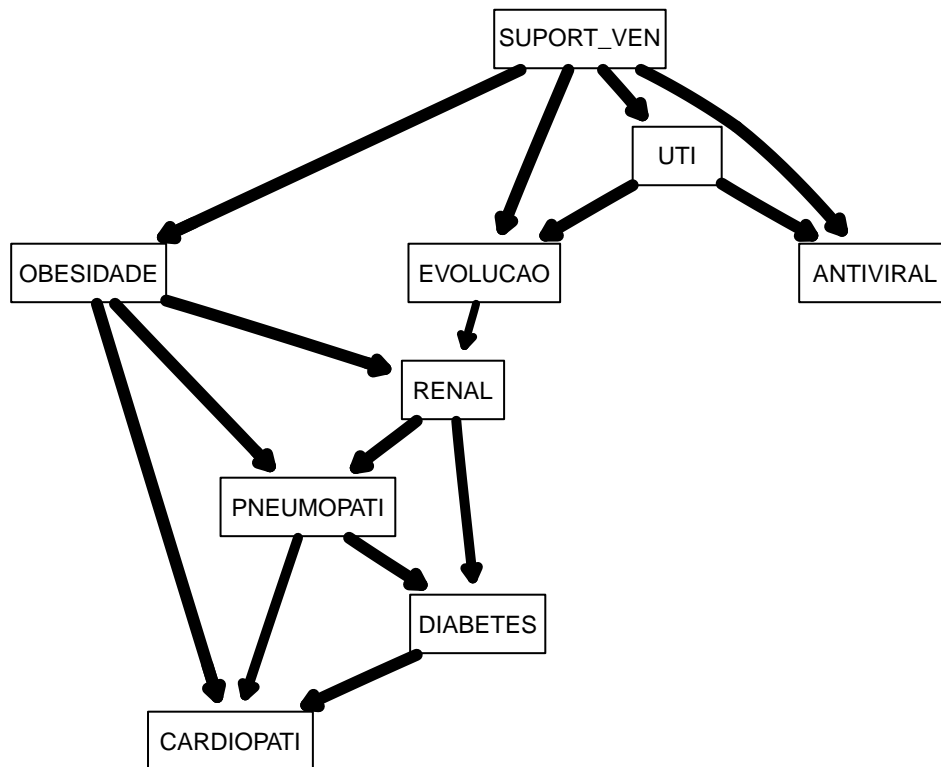 SUPORT_VEN
UTI
OBESIDADE
EVOLUCAO
ANTIVIRAL
RENAL
PNEUMOPATI
DIABETES
CARDIOPATI